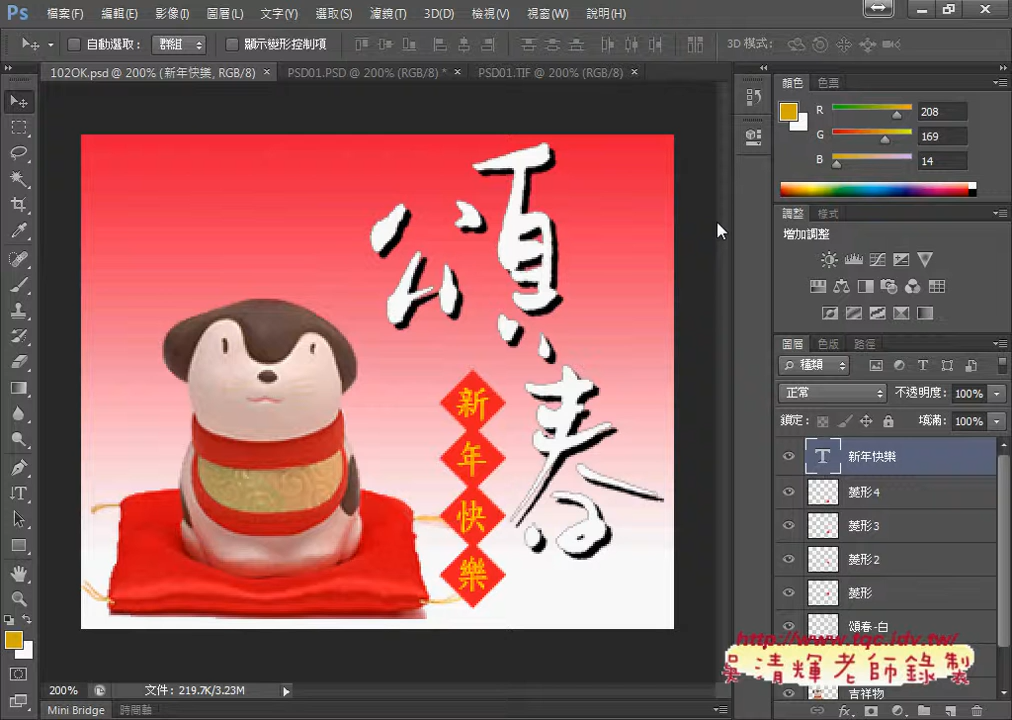 Ps 檔案(F) 編輯(E) 影像(I) 圖層(L) 文字(Y) 選取(S) 濾鏡(T) 3D(D) 檢視(V) 視窗(W) 說明(H)
自動選取： 群組 顯示變形控制項 3D 模式：
102OK.psd @ 200% (新年快樂, RGB/8) × PSD01.PSD @ 200% (RGB/8) * × PSD01.TIF @ 200% (RGB/8) ×
顏色 色票
R 208
G 169
B 14
調整 樣式
增加調整
圖層 色版 路徑
種類
正常 不透明度： 100%
鎖定： 填滿： 100%
新年快樂
菱形4
菱形3
菱形2
菱形
頌春-白
吉祥物
頌春
新
年
快
樂
http://www.tqc.idv.tw/
吳清輝老師錄製
200% 文件：219.7K/3.23M
Mini Bridge 時間軸